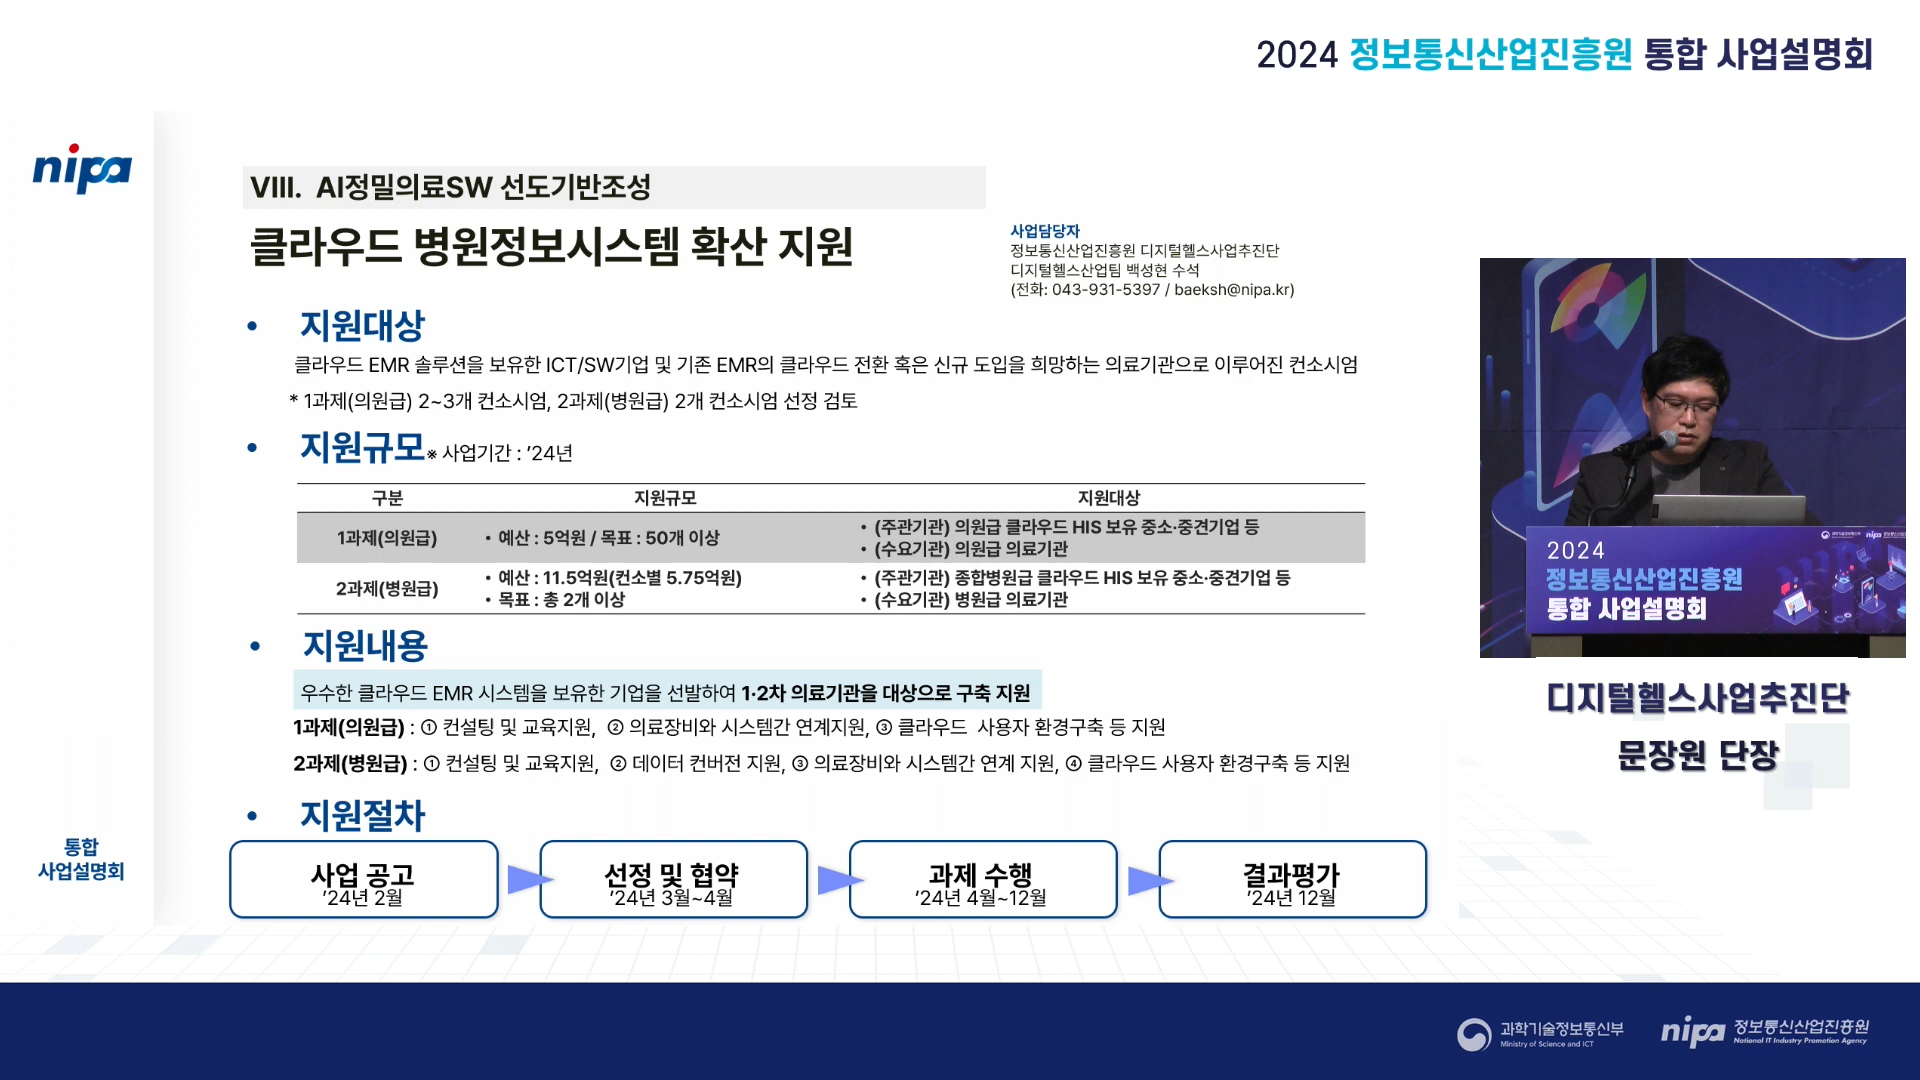 2024 정보통신산업진흥원 통합 사업설명회
nipa
VIII. AI정밀의료SW 선도기반조성
클라우드 병원정보시스템 확산 지원
사업담당자
정보통신산업진흥원 디지털헬스사업추진단
디지털헬스산업팀 백성현 수석
(전화: 043-931-5397 / baeksh@nipa.kr)
• 지원대상
클라우드 EMR 솔루션을 보유한 ICT/SW기업 및 기존 EMR의 클라우드 전환 혹은 신규 도입을 희망하는 의료기관으로 이루어진 컨소시엄
* 1과제(의원급) 2~3개 컨소시엄, 2과제(병원급) 2개 컨소시엄 선정 검토
• 지원규모 ※ 사업기간 : ’24년
구분 지원규모 지원대상
1과제(의원급) • 예산 : 5억원 / 목표 : 50개 이상 • (주관기관) 의원급 클라우드 HIS 보유 중소·중견기업 등
• (수요기관) 의원급 의료기관
2과제(병원급) • 예산 : 11.5억원(컨소별 5.75억원) • (주관기관) 종합병원급 클라우드 HIS 보유 중소·중견기업 등
• 목표 : 총 2개 이상 • (수요기관) 병원급 의료기관
• 지원내용
우수한 클라우드 EMR 시스템을 보유한 기업을 선발하여 1·2차 의료기관을 대상으로 구축 지원
1과제(의원급) : ① 컨설팅 및 교육지원, ② 의료장비와 시스템간 연계지원, ③ 클라우드 사용자 환경구축 등 지원
2과제(병원급) : ① 컨설팅 및 교육지원, ② 데이터 컨버전 지원, ③ 의료장비와 시스템간 연계 지원, ④ 클라우드 사용자 환경구축 등 지원
• 지원절차
사업 공고
’24년 2월
선정 및 협약
’24년 3월~4월
과제 수행
’24년 4월~12월
결과평가
’24년 12월
통합
사업설명회
2024
정보통신산업진흥원
통합 사업설명회
디지털헬스사업추진단
문장원 단장
과학기술정보통신부
Ministry of Science and ICT
nipa 정보통신산업진흥원
National IT Industry Promotion Agency